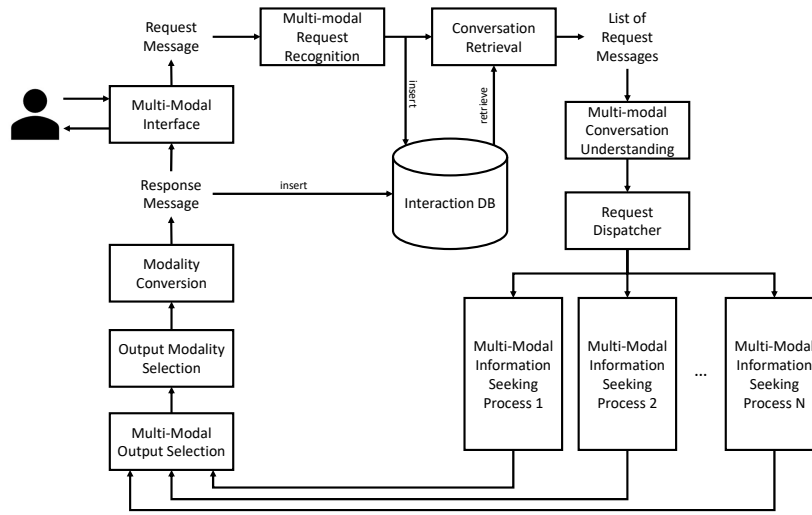 Request
Message
Multi-modal
Request
Recognition
Conversation
Retrieval
List of
Request
Messages
insert
retrieve
Multi-Modal
Interface
Multi-modal
Conversation
Understanding
Response
Message
insert
Interaction DB
Request
Dispatcher
Modality
Conversion
Output Modality
Selection
Multi-Modal
Output Selection
Multi-Modal
Information
Seeking
Process 1
Multi-Modal
Information
Seeking
Process 2
...
Multi-Modal
Information
Seeking
Process N